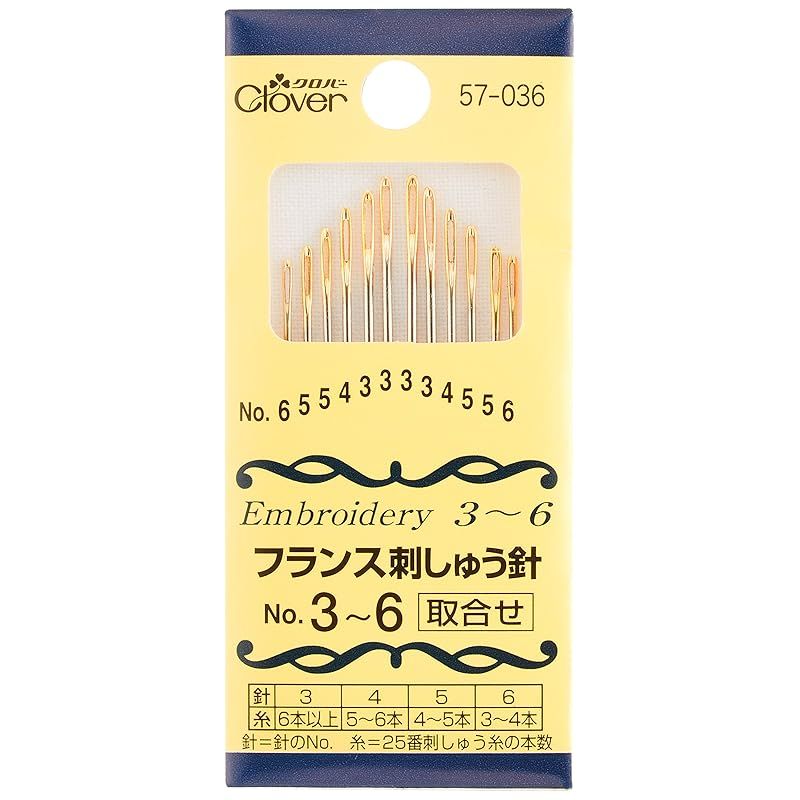 クロバー
Clover
57-036
No. 6 5 5 4 3 3 3 3 4 5 5 6
Embroidery 3～6
フランス刺しゅう針
No. 3～6 取合せ
針 3 4 5 6
糸 6本以上 5～6本 4～5本 3～4本
針＝針のNo. 糸＝25番刺しゅう糸の本数